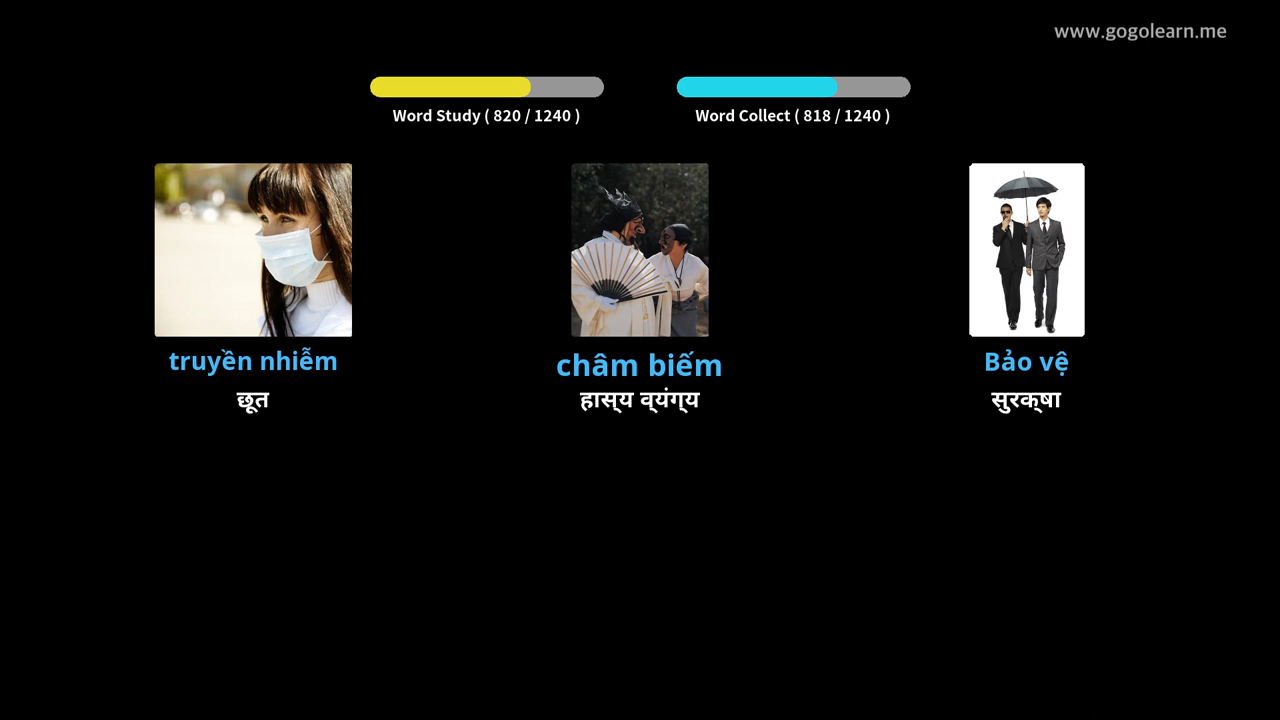 www.gogolearn.me
Word Study ( 820 / 1240 )
Word Collect ( 818 / 1240 )
truyền nhiễm
छूत
châm biếm
हास्य व्यंग्य
Bảo vệ
सुरक्षा